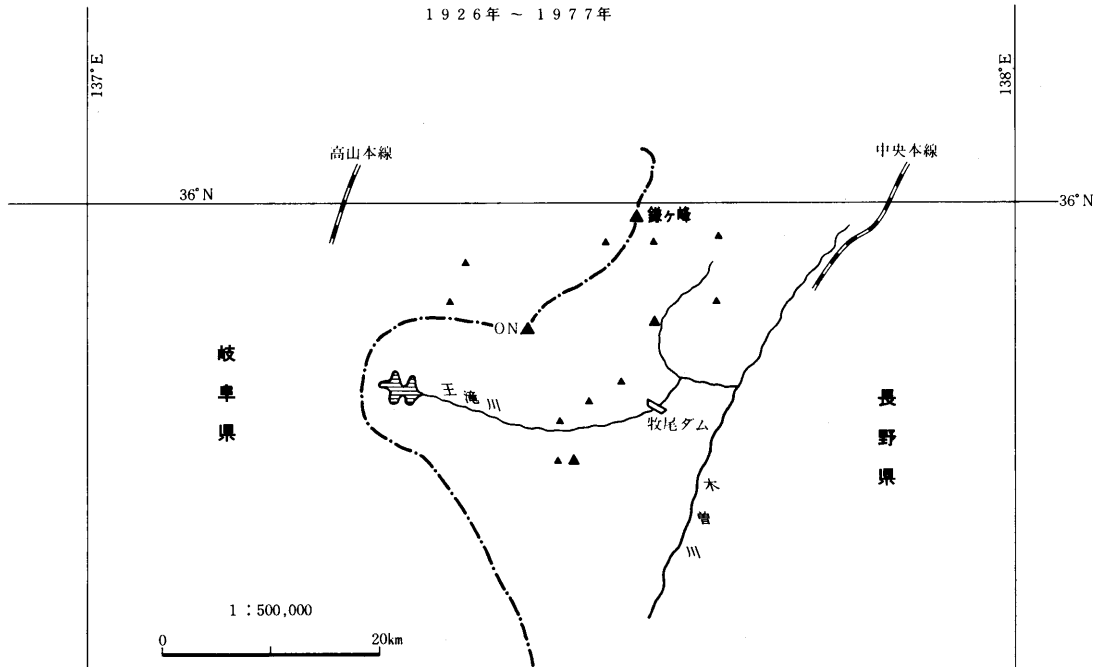 1926年 ~ 1977年
137°E
138°E
高山本線
中央本線
36°N
36°N
鎌ヶ峰
ON
岐阜県
王滝川
牧尾ダム
長野県
木曽川
1:500,000
0
20km